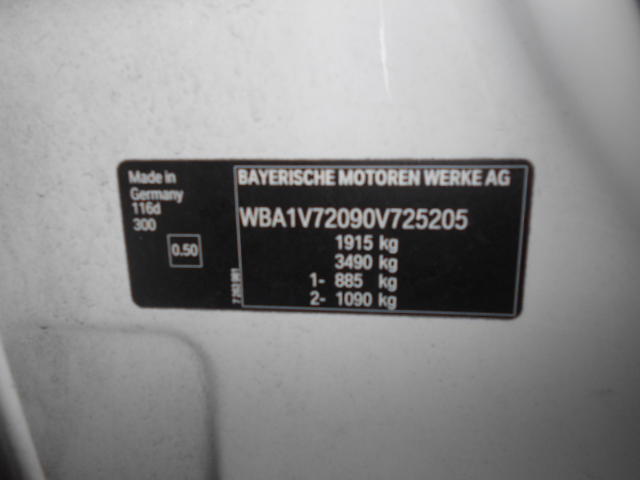 Made in
Germany
116d
300
0.50
BAYERISCHE MOTOREN WERKE AG
WBA1V72090V725205
1915 kg
3490 kg
1- 885 kg
2- 1090 kg